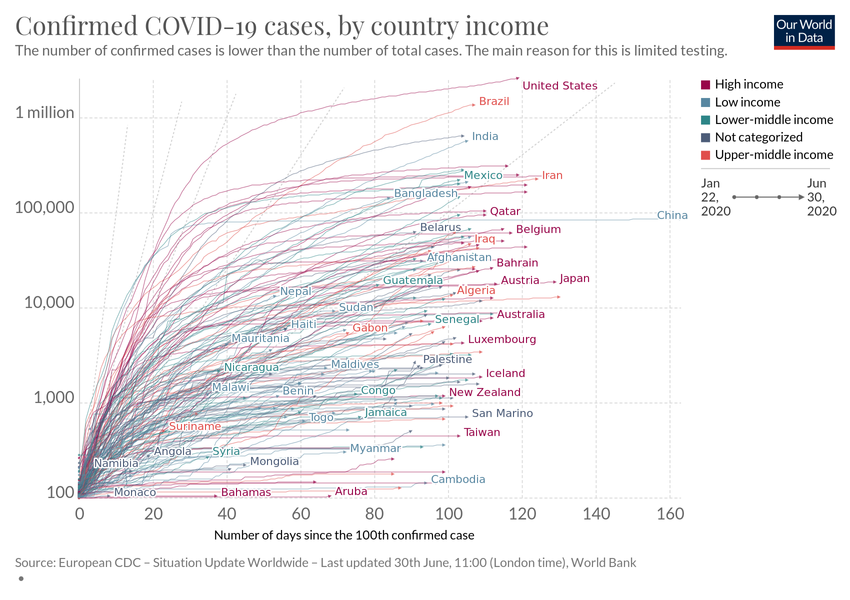 Confirmed COVID-19 cases, by country income
The number of confirmed cases is lower than the number of total cases. The main reason for this is limited testing.
Our World
in Data
1 million
100,000
10,000
1,000
100
0
20
40
60
80
100
120
140
160
Number of days since the 100th confirmed case
United States
Brazil
India
Mexico
Iran
Bangladesh
Qatar
China
Belarus
Belgium
Iraq
Afghanistan
Bahrain
Guatemala
Austria
Japan
Nepal
Algeria
Sudan
Australia
Haiti
Gabon
Senegal
Mauritania
Luxembourg
Palestine
Nicaragua
Maldives
Iceland
Malawi
Benin
Congo
New Zealand
Togo
Jamaica
San Marino
Suriname
Taiwan
Angola
Syria
Myanmar
Namibia
Mongolia
Cambodia
Monaco
Bahamas
Aruba
High income
Low income
Lower-middle income
Not categorized
Upper-middle income
Jan
22,
2020
Jun
30,
2020
Source: European CDC – Situation Update Worldwide – Last updated 30th June, 11:00 (London time), World Bank